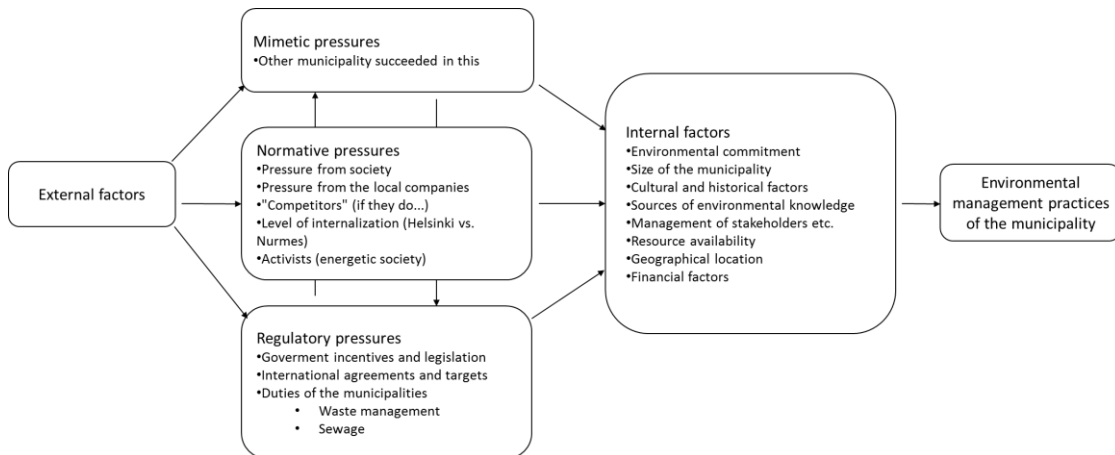 External factors
Mimetic pressures
•Other municipality succeeded in this
Normative pressures
•Pressure from society
•Pressure from the local companies
•"Competitors" (if they do...)
•Level of internalization (Helsinki vs.
Nurmes)
•Activists (energetic society)
Regulatory pressures
•Goverment incentives and legislation
•International agreements and targets
•Duties of the municipalities
• Waste management
• Sewage
Internal factors
•Environmental commitment
•Size of the municipality
•Cultural and historical factors
•Sources of environmental knowledge
•Management of stakeholders etc.
•Resource availability
•Geographical location
•Financial factors
Environmental
management practices
of the municipality